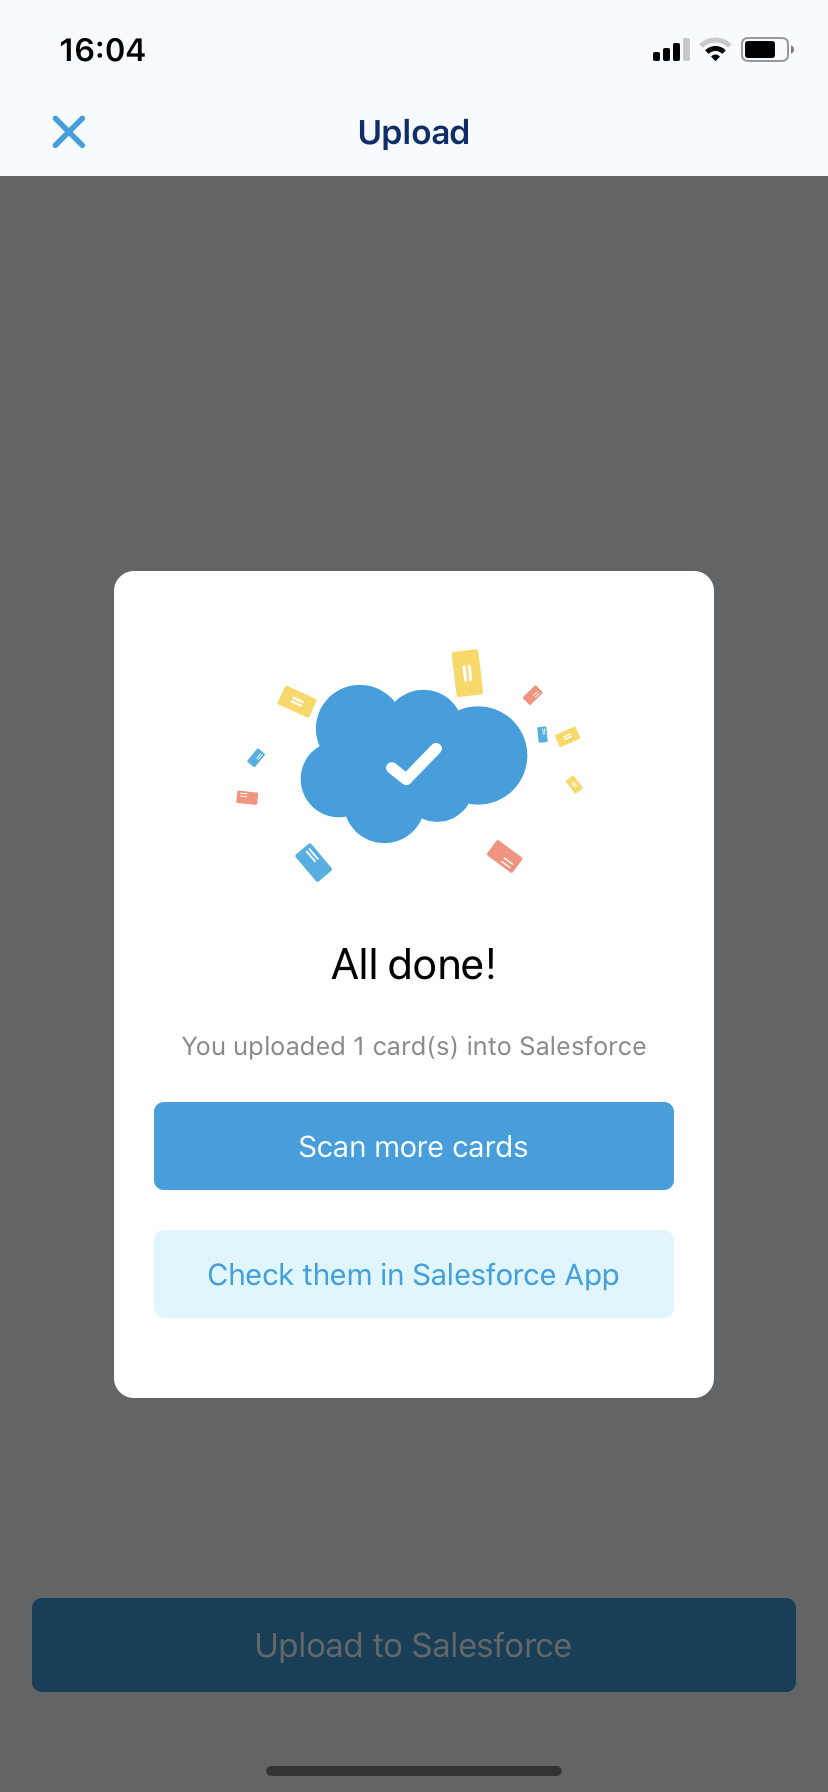 16:04
Upload
All done!
You uploaded 1 card(s) into Salesforce
Scan more cards
Check them in Salesforce App
Upload to Salesforce